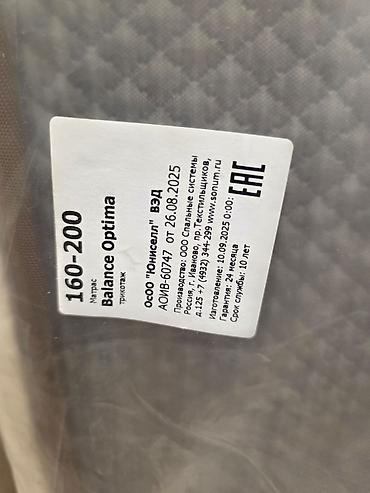 160-200
Матрас
Balance Optima
трикотаж
ОсОО "Юниселл" ВЭД
АОИВ-60747 от 26.08.2025
Производство: ООО Спальные системы
Россия, г. Иваново, пр.Текстильщиков,
д.125 +7 (4932) 344-299 www.sonum.ru
Изготовление: 10.09.2025 0:00:
Гарантия: 24 месяца
Срок службы: 10 лет
EAC